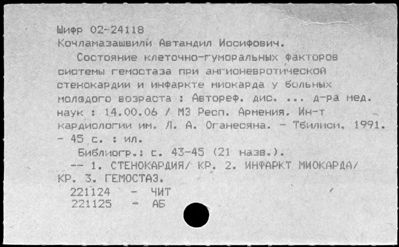 Шифр 02-24118
Кочламазашвили Автандил Иосифович.
Состояние клеточно-гуморальных факторов
системы гемостаза при ангионевротической
стенокардии и инфаркте миокарда у больных
молодого возраста : Автореф. дис. ... д-ра мед.
наук : 14.00.06 / МЗ Респ. Армения. Ин-т
кардиологии им. Л. А. Оганесяна. - Тбилиси, 1991.
- 45 с. : ил.
Библиогр.: с. 43-45 (21 назв.).
-- 1. СТЕНОКАРДИЯ/ КР. 2. ИНФАРКТ МИОКАРДА/
КР. 3. ГЕМОСТАЗ.
221124 - ЧИТ
221125 - АБ